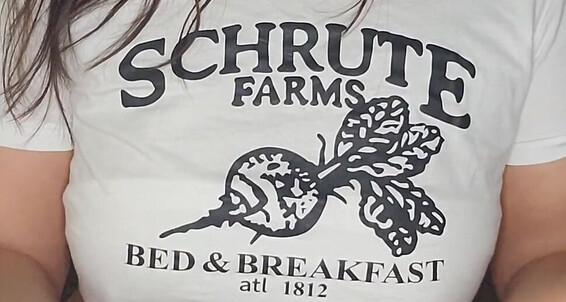 SCHRUTE
FARMS
BED & BREAKFAST
atl 1812